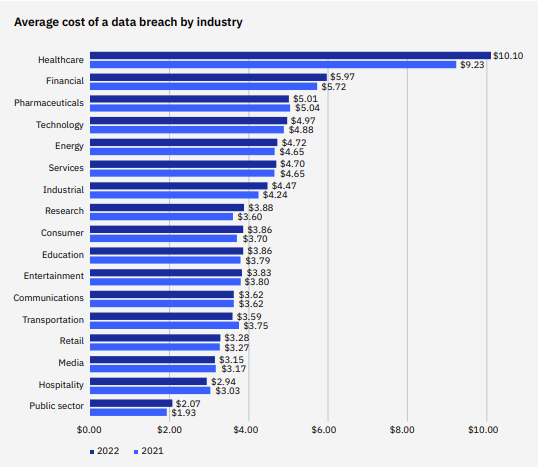 Average cost of a data breach by industry
Healthcare $10.10
$9.23
Financial $5.97
$5.72
Pharmaceuticals $5.01
$5.04
Technology $4.97
$4.88
Energy $4.72
$4.65
Services $4.70
$4.65
Industrial $4.47
$4.24
Research $3.88
$3.60
Consumer $3.86
$3.70
Education $3.86
$3.79
Entertainment $3.83
$3.80
Communications $3.62
$3.62
Transportation $3.59
$3.75
Retail $3.28
$3.27
Media $3.15
$3.17
Hospitality $2.94
$3.03
Public sector $2.07
$1.93
$0.00 $2.00 $4.00 $6.00 $8.00 $10.00
2022 2021